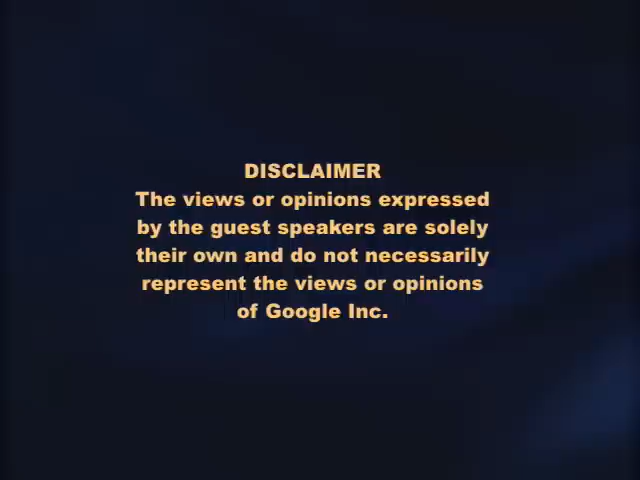 DISCLAIMER
The views or opinions expressed
by the guest speakers are solely
their own and do not necessarily
represent the views or opinions
of Google Inc.